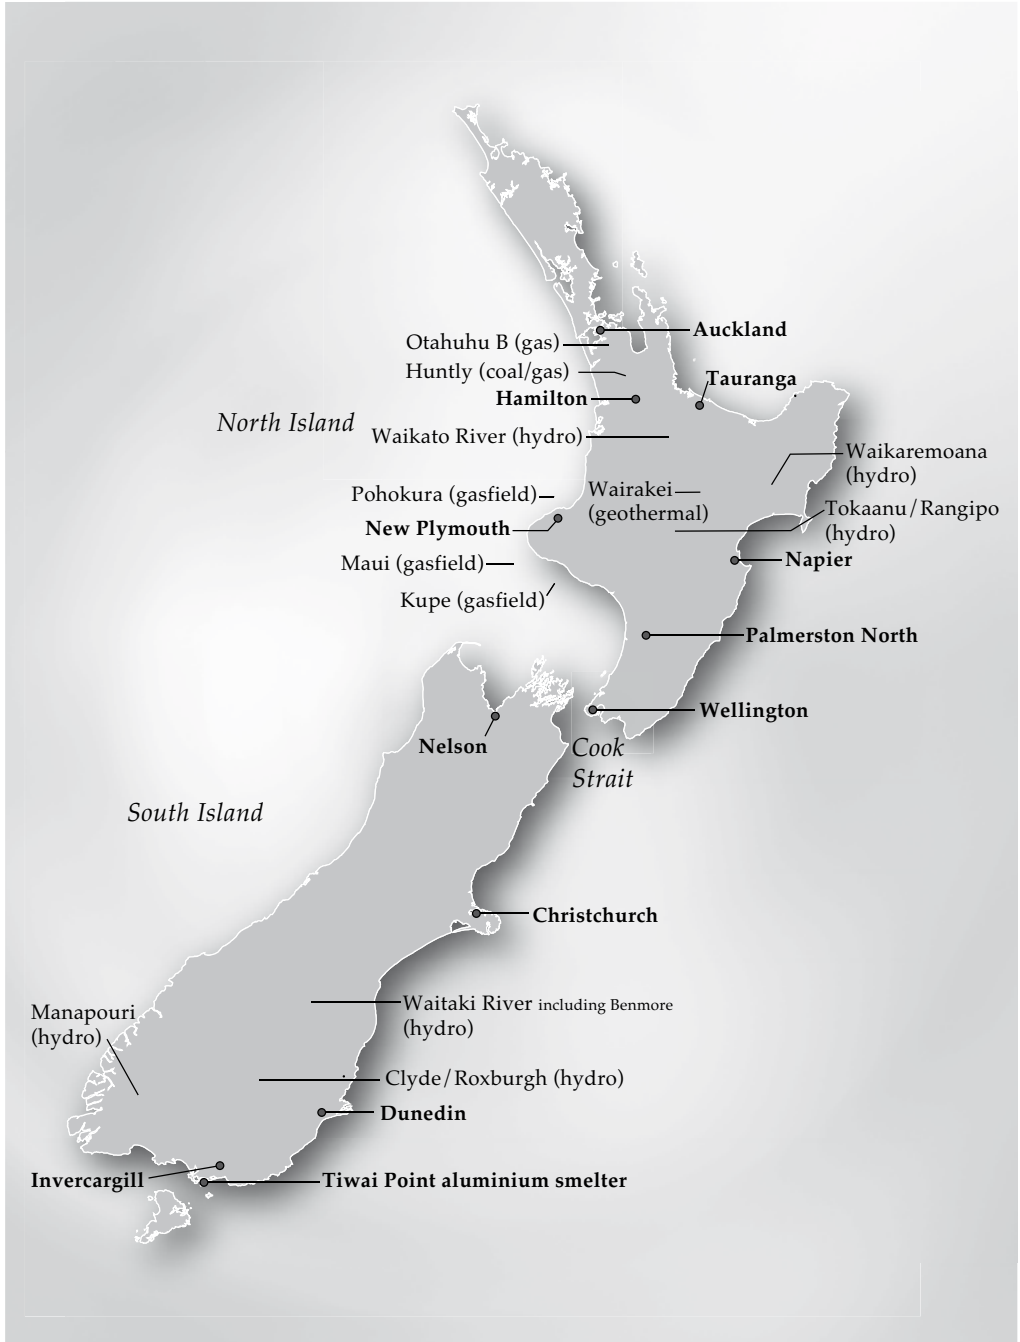 Auckland
Otahuhu B (gas)
Huntly (coal/gas)
Tauranga
Hamilton
North Island
Waikato River (hydro)
Waikaremoana
(hydro)
Pohokura (gasfield)
Wairakei
(geothermal)
Tokaanu/Rangipo
(hydro)
New Plymouth
Napier
Maui (gasfield)
Kupe (gasfield)
Palmerston North
Wellington
Nelson
Cook
Strait
South Island
Christchurch
Waitaki River including Benmore
(hydro)
Manapouri
(hydro)
Clyde/Roxburgh (hydro)
Dunedin
Invercargill
Tiwai Point aluminium smelter